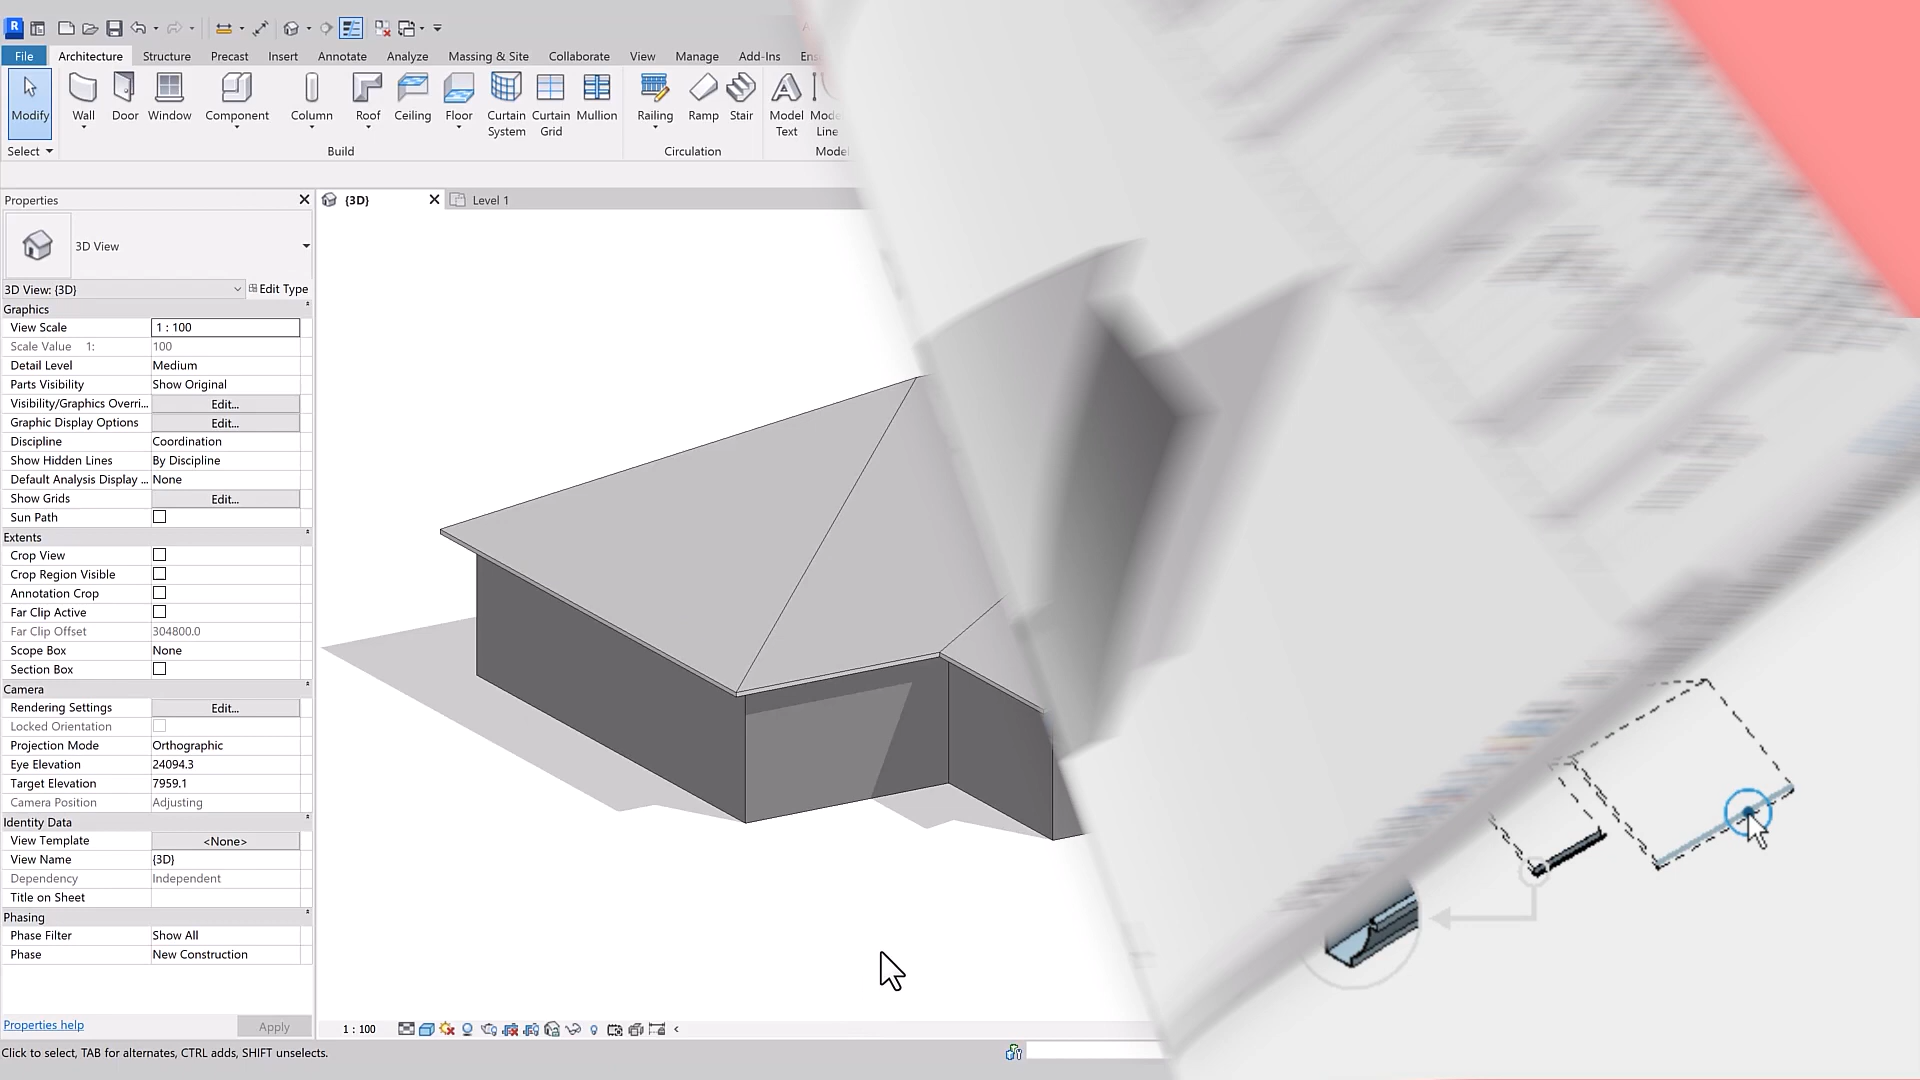 R
File Architecture Structure Precast Insert Annotate Analyze Massing & Site Collaborate View Manage Add-Ins
Modify Wall Door Window Component Column Roof Ceiling Floor Curtain System Curtain Grid Mullion Railing Ramp Stair Model Text Line
Select Build Circulation Model
Properties
{3D} Level 1
3D View
3D View: {3D} Edit Type
Graphics
View Scale 1 : 100
Scale Value 1: 100
Detail Level Medium
Parts Visibility Show Original
Visibility/Graphics Overri... Edit...
Graphic Display Options Edit...
Discipline Coordination
Show Hidden Lines By Discipline
Default Analysis Display ... None
Show Grids Edit...
Sun Path
Extents
Crop View
Crop Region Visible
Annotation Crop
Far Clip Active
Far Clip Offset 304800.0
Scope Box None
Section Box
Camera
Rendering Settings Edit...
Locked Orientation
Projection Mode Orthographic
Eye Elevation 24094.3
Target Elevation 7959.1
Camera Position Adjusting
Identity Data
View Template <None>
View Name {3D}
Dependency Independent
Title on Sheet
Phasing
Phase Filter Show All
Phase New Construction
Properties help Apply
1 : 100
Click to select, TAB for alternates, CTRL adds, SHIFT unselects.